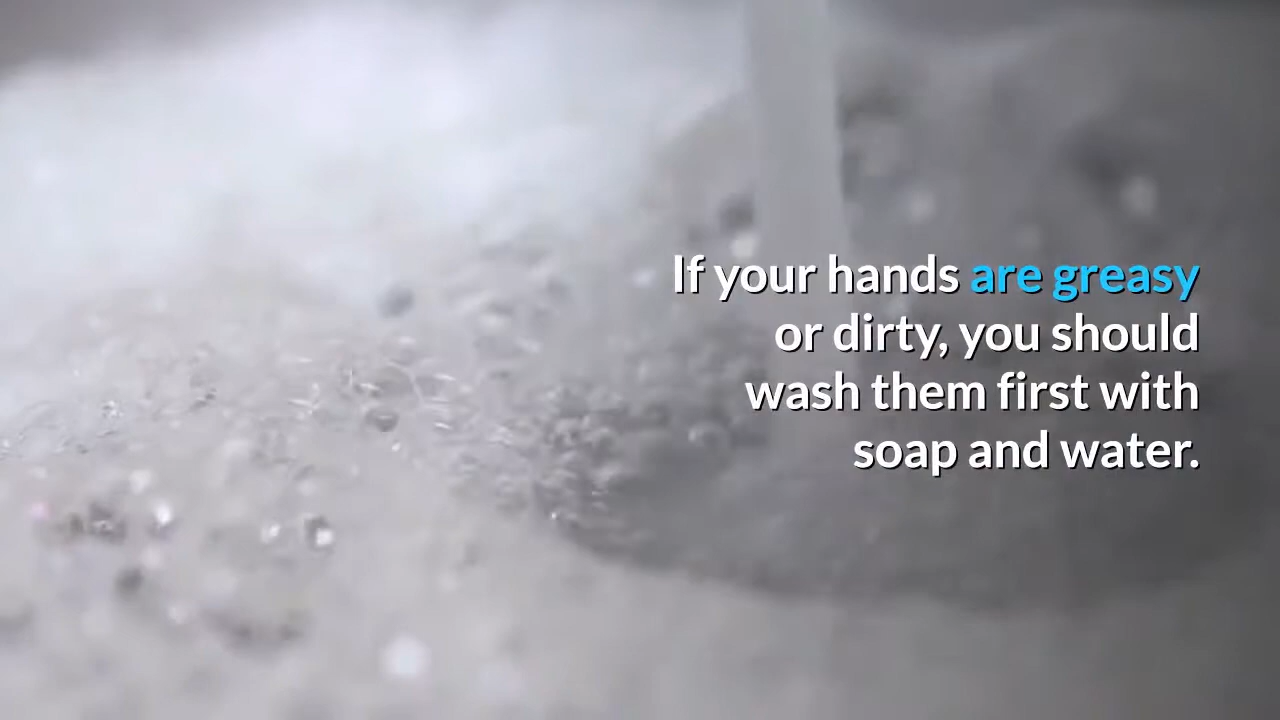 If your hands are greasy
or dirty, you should
wash them first with
soap and water.